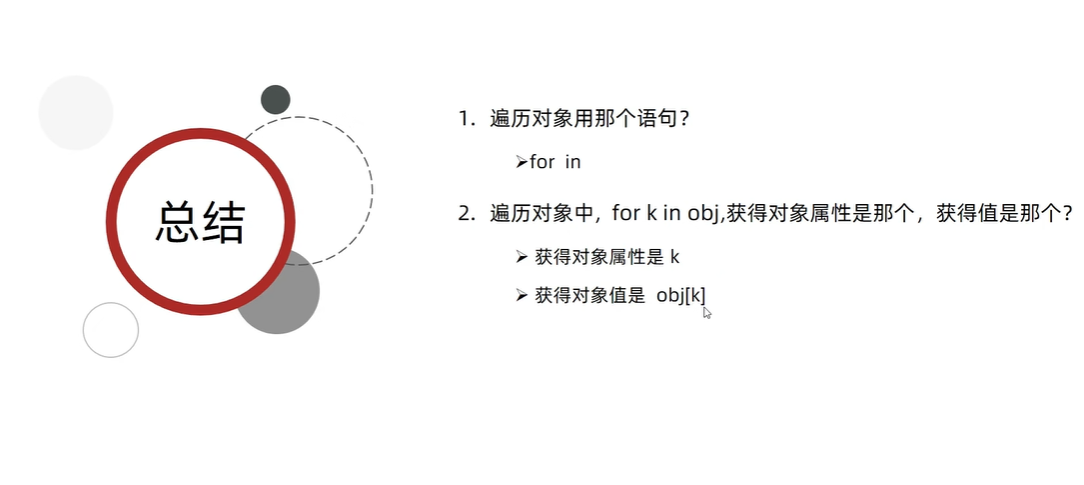 总结
1. 遍历对象用那个语句？
➢for in
2. 遍历对象中，for k in obj,获得对象属性是那个，获得值是那个？
➢ 获得对象属性是 k
➢ 获得对象值是 obj[k]